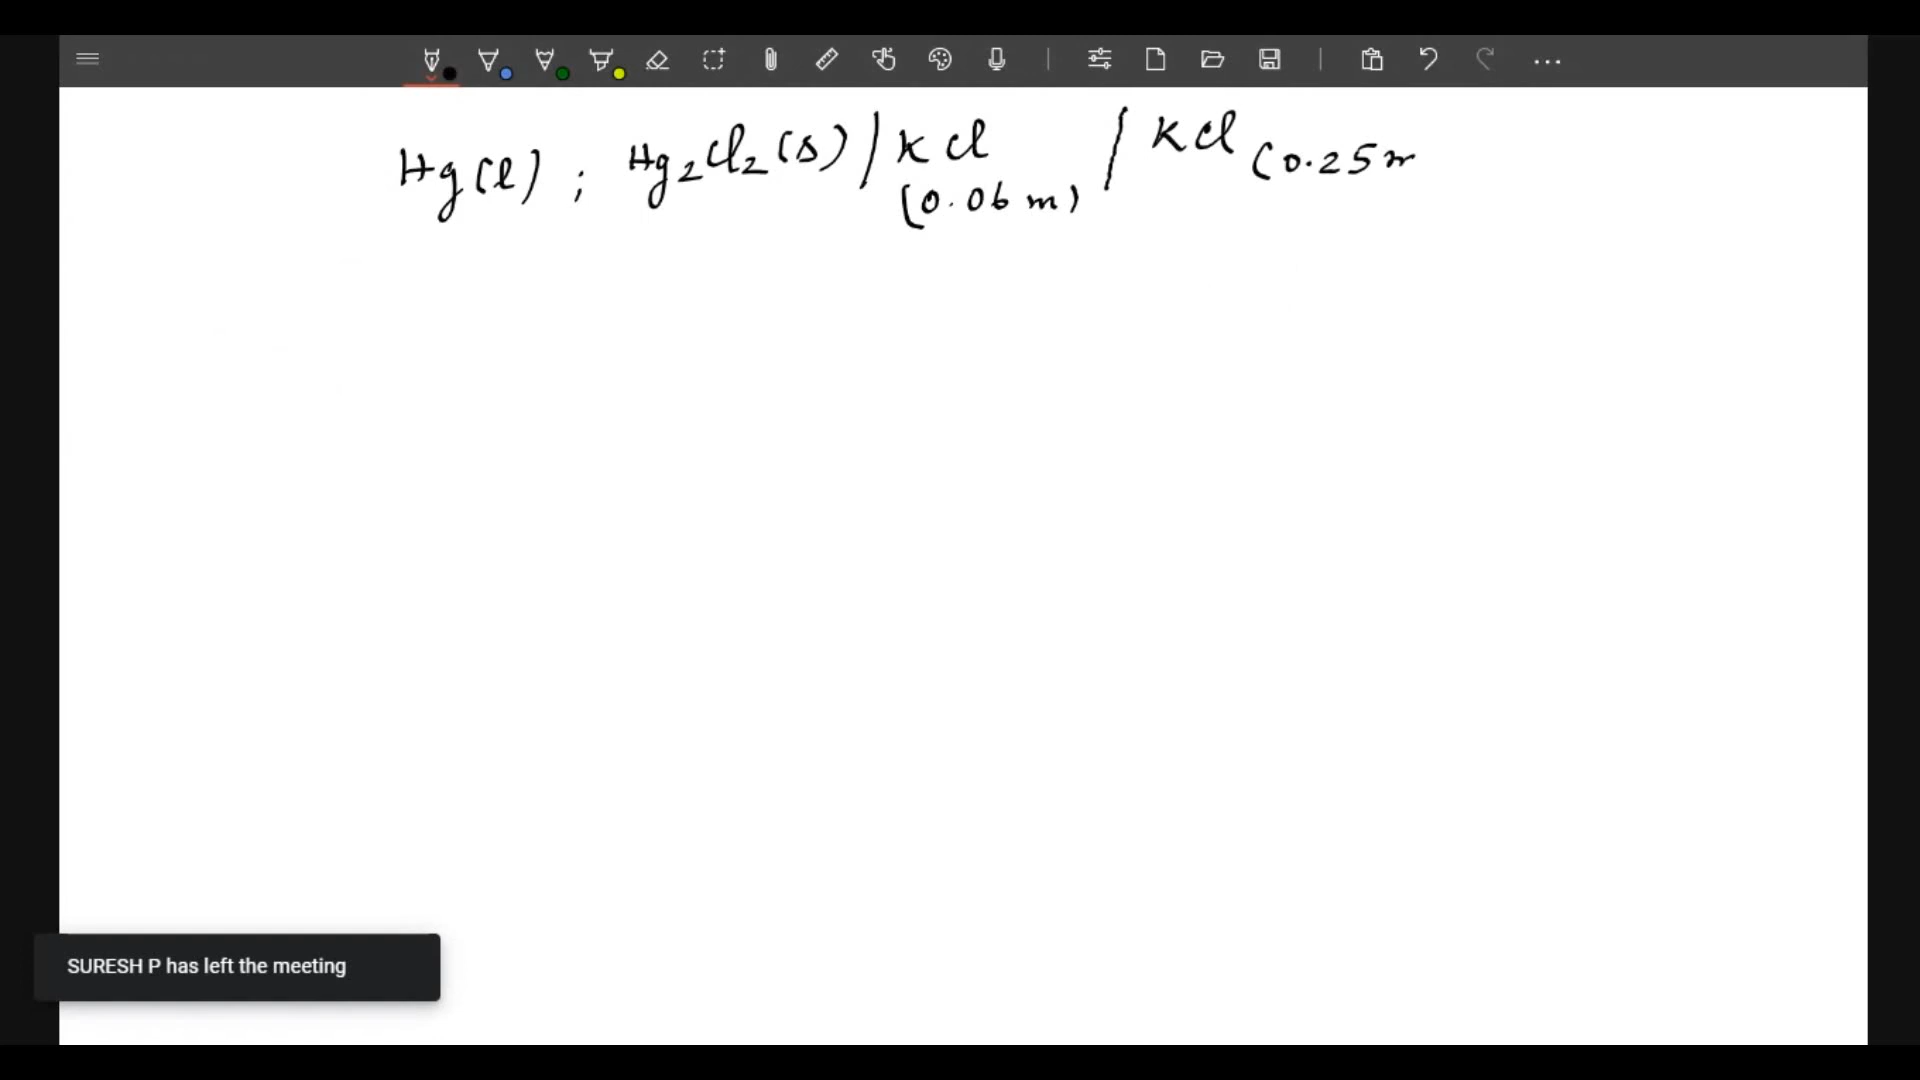 Hg(l) ; Hg₂Cl₂(s) / KCl / KCl (0.25m
(0.06 m)
SURESH P has left the meeting